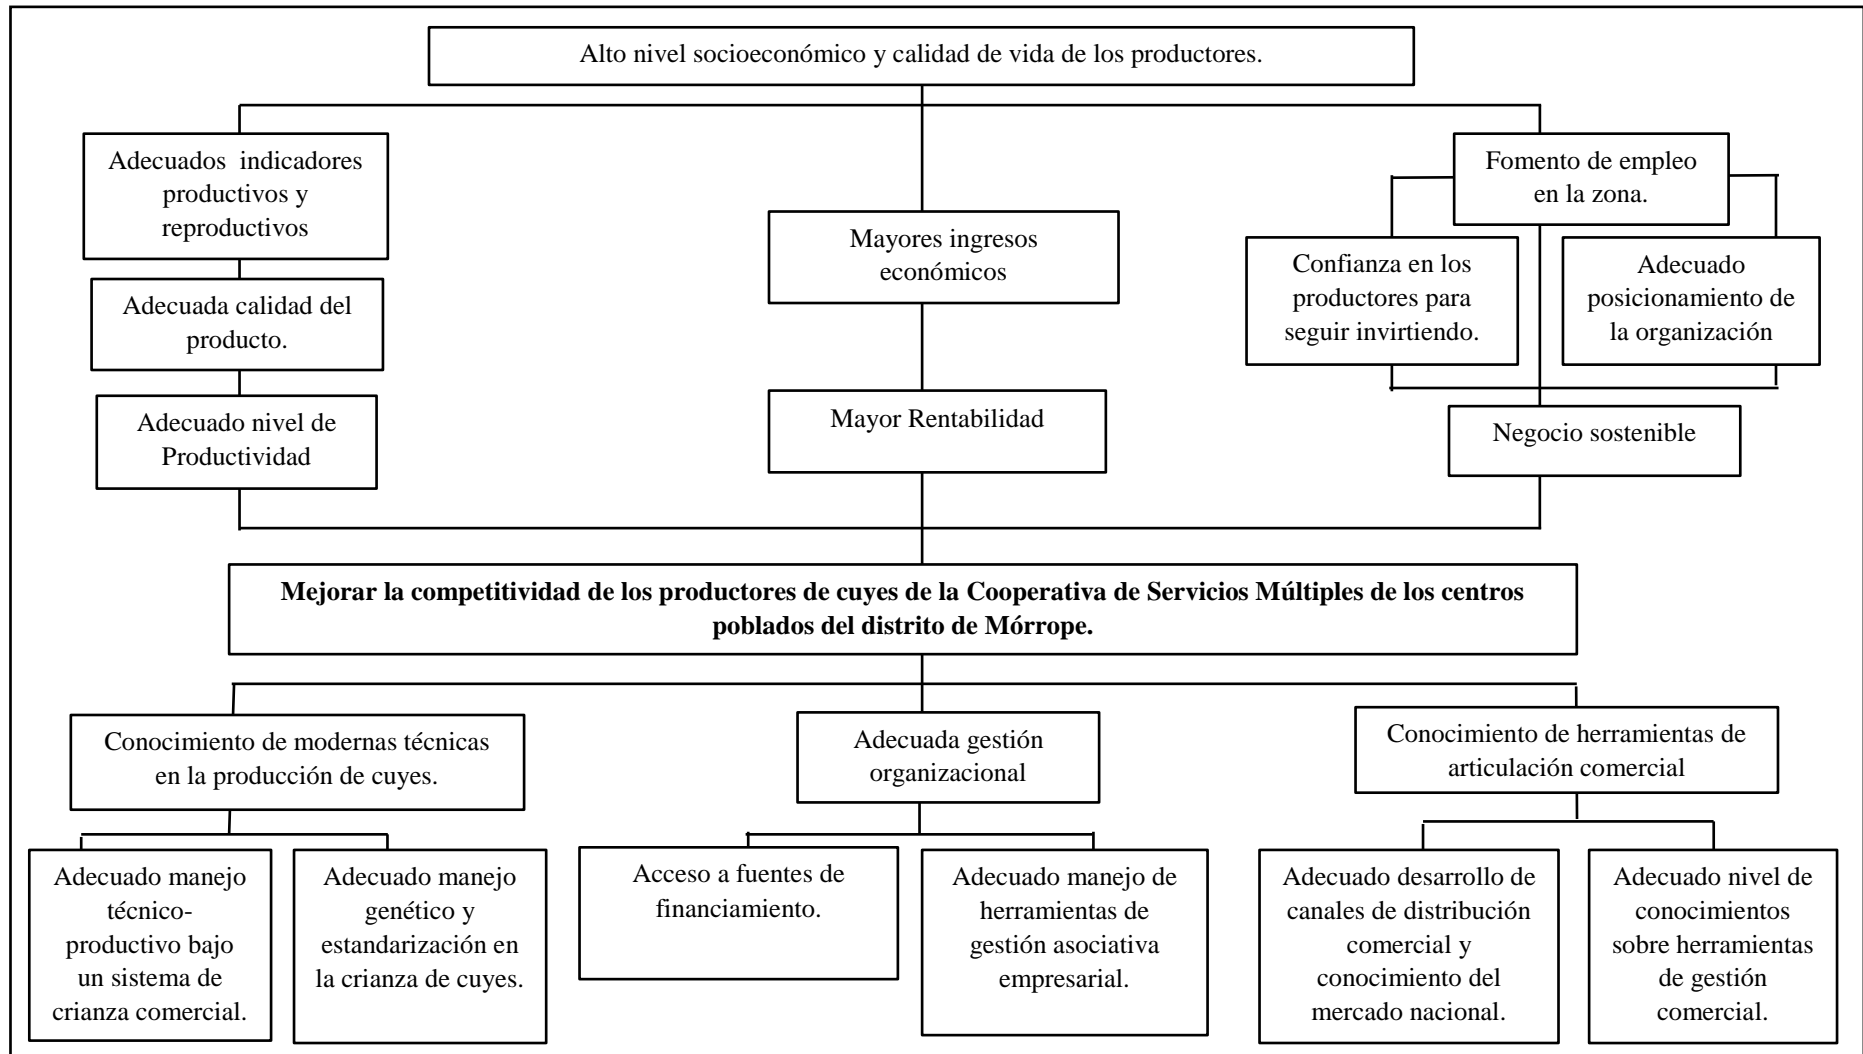 Alto nivel socioeconómico y calidad de vida de los productores.
Adecuados indicadores
productivos y
reproductivos
Mayores ingresos
económicos
Fomento de empleo
en la zona.
Confianza en los
productores para
seguir invirtiendo.
Adecuado
posicionamiento de
la organización
Adecuada calidad del
producto.
Adecuado nivel de
Productividad
Mayor Rentabilidad
Negocio sostenible
Mejorar la competitividad de los productores de cuyes de la Cooperativa de Servicios Múltiples de los centros
poblados del distrito de Mórrope.
Conocimiento de modernas técnicas
en la producción de cuyes.
Adecuada gestión
organizacional
Conocimiento de herramientas de
articulación comercial
Adecuado manejo
técnico-
productivo bajo
un sistema de
crianza comercial.
Adecuado manejo
genético y
estandarización en
la crianza de cuyes.
Acceso a fuentes de
financiamiento.
Adecuado manejo de
herramientas de
gestión asociativa
empresarial.
Adecuado desarrollo de
canales de distribución
comercial y
conocimiento del
mercado nacional.
Adecuado nivel de
conocimientos
sobre herramientas
de gestión
comercial.